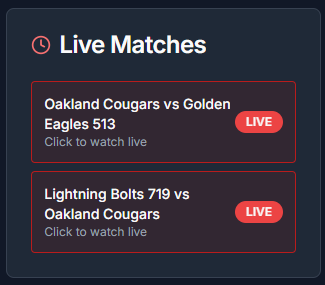 Live Matches
Oakland Cougars vs Golden
Eagles 513
LIVE
Click to watch live
Lightning Bolts 719 vs
Oakland Cougars
LIVE
Click to watch live